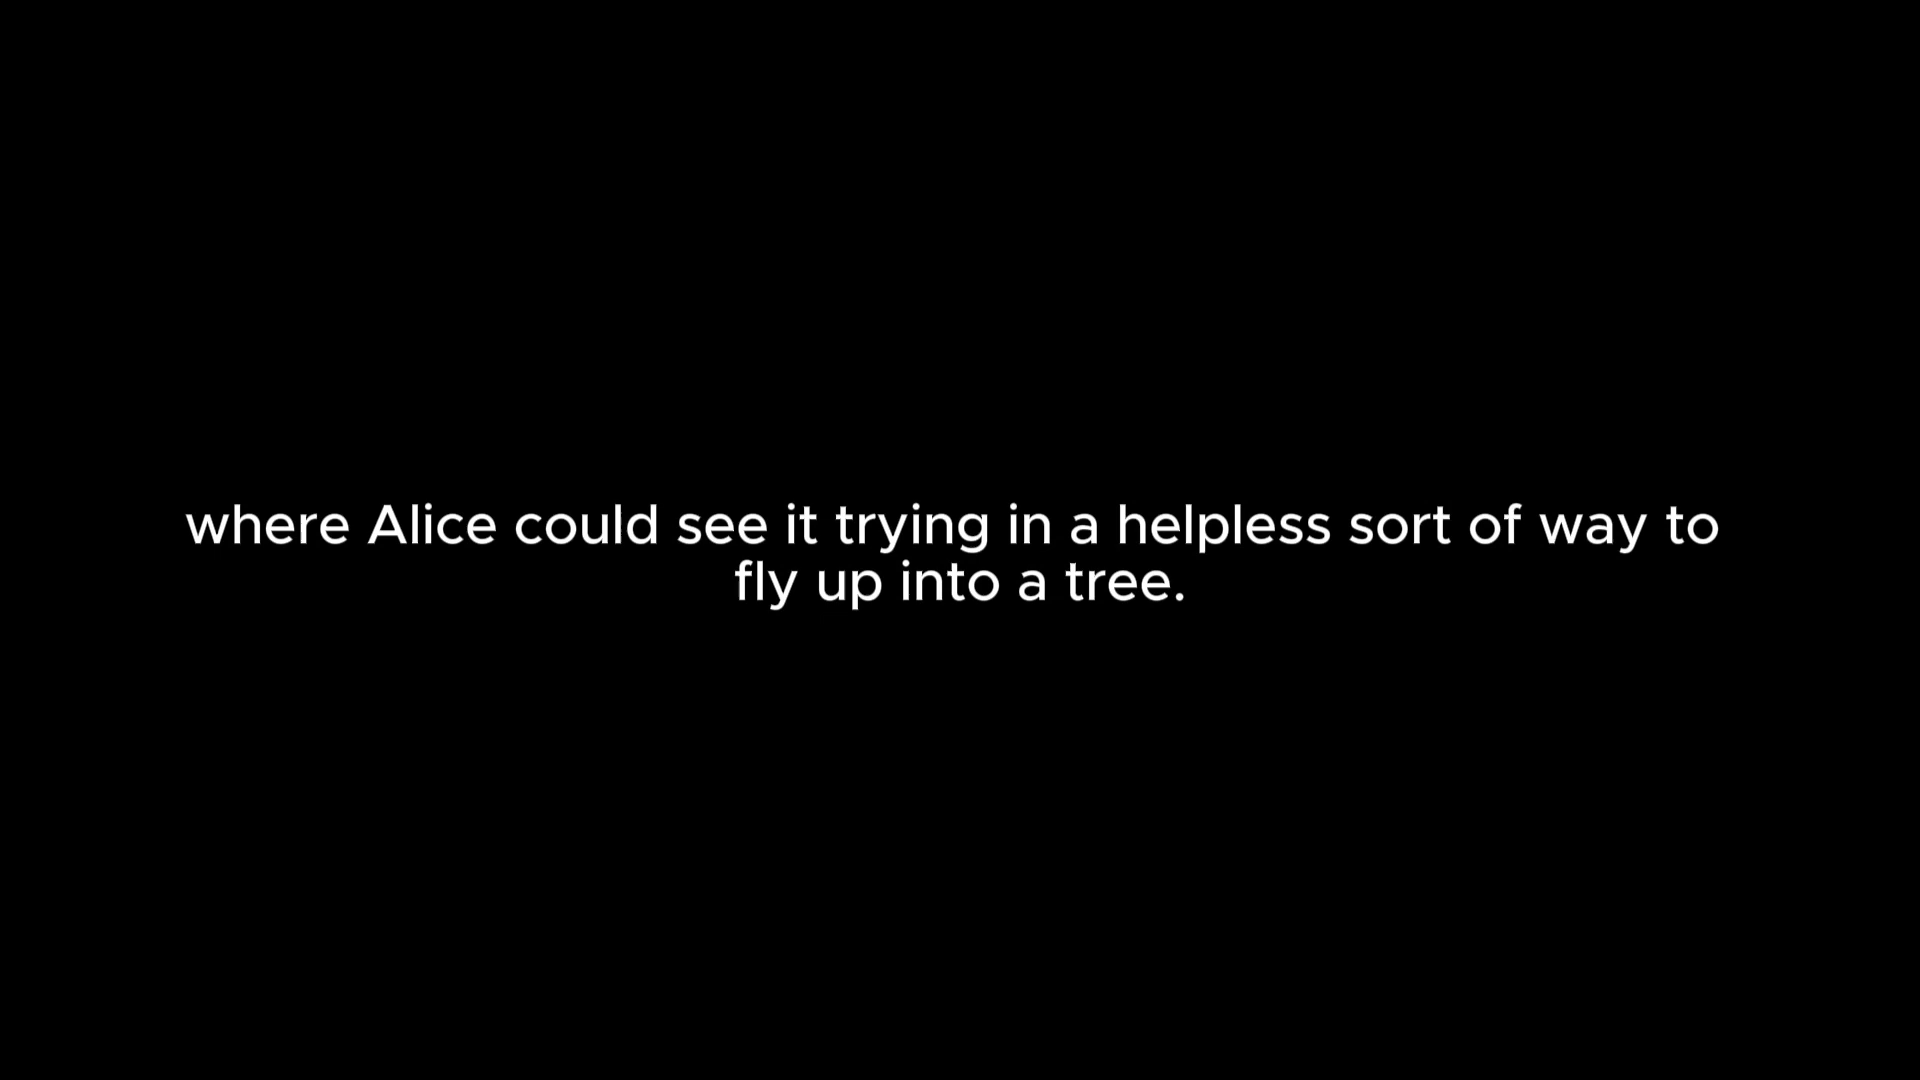 where Alice could see it trying in a helpless sort of way to
fly up into a tree.